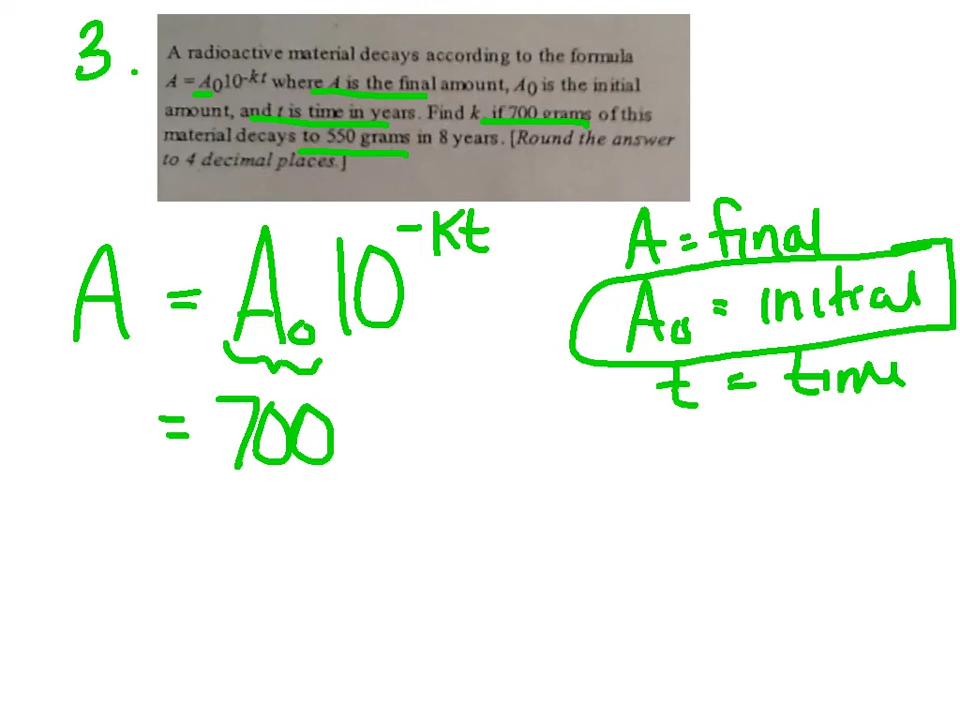 3.
A radioactive material decays according to the formula
A = A₀10^-kt where A is the final amount, A₀ is the initial
amount, and t is time in years. Find k, if 700 grams of this
material decays to 550 grams in 8 years. [Round the answer
to 4 decimal places.]
A = A₀ 10^-kt
= 700
A = final
A₀ = initial
t = time